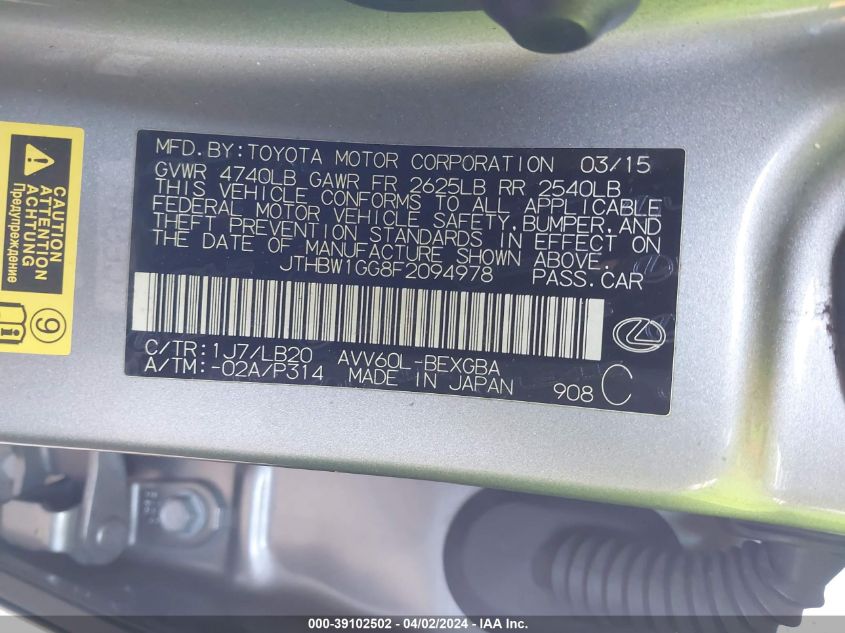 CAUTION
ATTENTION
ACHTUNG
Предупреждение
9
MFD.BY:TOYOTA MOTOR CORPORATION 03/15
GVWR 4740LB GAWR FR 2625LB RR 2540LB
THIS VEHICLE CONFORMS TO ALL APPLICABLE
FEDERAL MOTOR VEHICLE SAFETY,BUMPER,AND
THEFT PREVENTION STANDARDS IN EFFECT ON
THE DATE OF MANUFACTURE SHOWN ABOVE.
JTHBW1GG8F2094978 PASS.CAR
C/TR:1J7/LB20 AVV60L-BEXGBA
A/TM:-02A/P314 MADE IN JAPAN 908 C
000-39102502 - 04/02/2024 - IAA Inc.